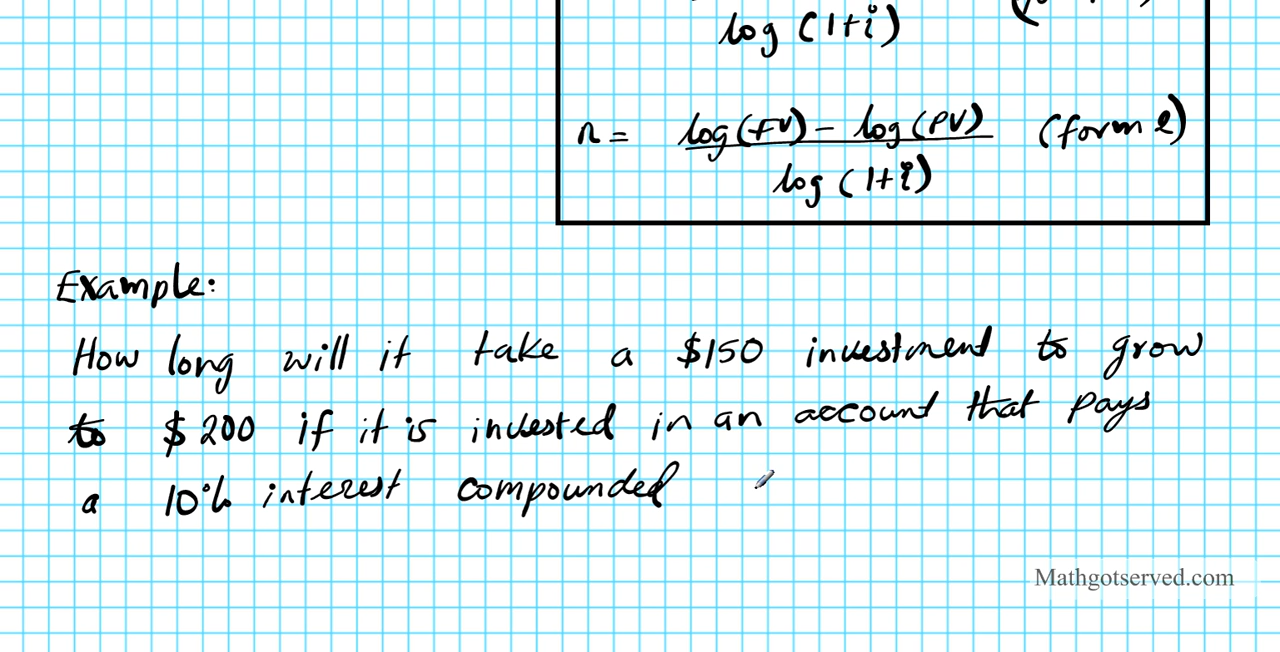 log (1+i)
n = log(FV) - log(PV) (form 2)
log (1+i)
Example:
How long will it take a $150 investment to grow
to $200 if it is invested in an account that pays
a 10% interest compounded
Mathgotserved.com